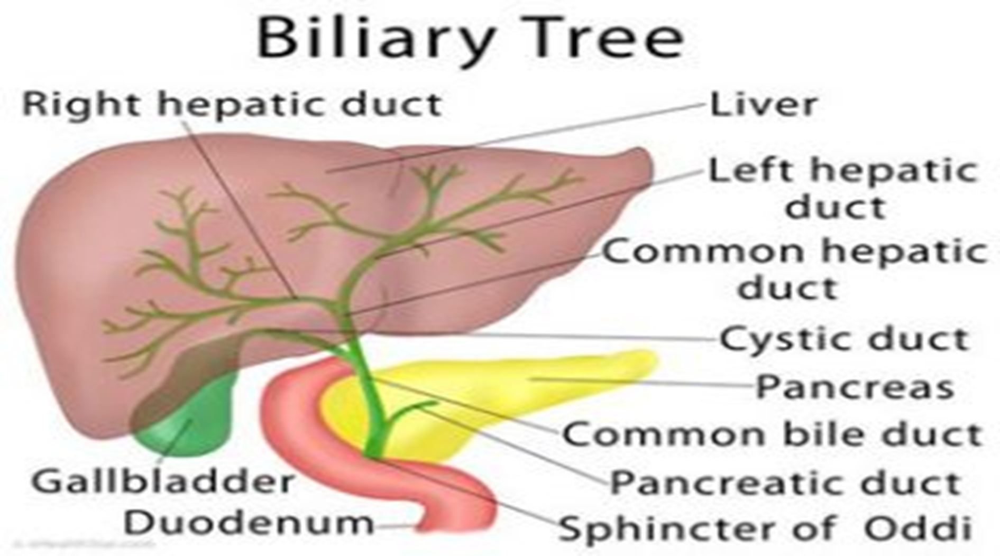 Biliary Tree
Right hepatic duct
Liver
Left hepatic
duct
Common hepatic
duct
Cystic duct
Pancreas
Common bile duct
Pancreatic duct
Sphincter of Oddi
Gallbladder
Duodenum